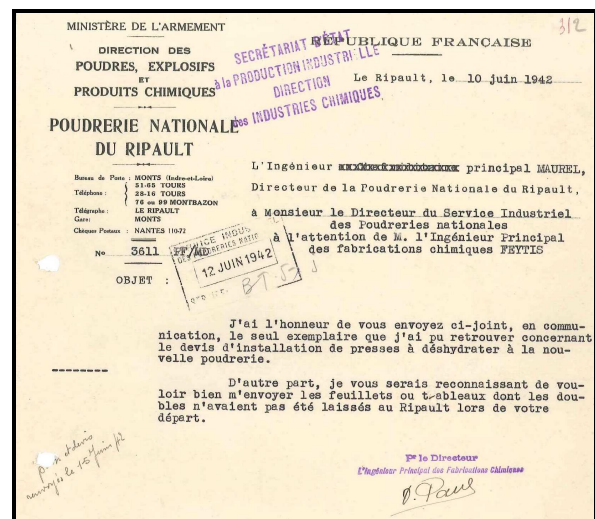 MINISTÈRE DE L'ARMEMENT
DIRECTION DES
POUDRES, EXPLOSIFS
ET
PRODUITS CHIMIQUES
POUDRERIE NATIONALE
DU RIPAULT
Bureau de Poste : MONTS (Indre-et-Loire)
Téléphone : 51-65 TOURS
28-16 TOURS
76 ou 99 MONTBAZON
Télégraphe : LE RIPAULT
Gare: MONTS
Chèques Postaux : NANTES 110-72
No 3611 PF/MD
OBJET :
312
RÉPUBLIQUE FRANÇAISE
SECRÉTARIAT D'ÉTAT
à la PRODUCTION INDUSTRIELLE
DIRECTION
des INDUSTRIES CHIMIQUES
Le Ripault, le 10 juin 1942
L'Ingénieur principal MAUREL,
Directeur de la Poudrerie Nationale du Ripault,
à Monsieur le Directeur du Service Industriel
des Poudreries nationales
à l'attention de M. l'Ingénieur Principal
des fabrications chimiques FEYTIS
SERVICE INDUS
DES POUDRERIES NATIO
12 JUIN 1942
J'ai l'honneur de vous envoyez ci-joint, en commu-
nication, le seul exemplaire que j'ai pu retrouver concernant
le devis d'installation de presses à déshydrater à la nou-
velle poudrerie.
D'autre part, je vous serais reconnaissant de vou-
loir bien m'envoyer les feuillets ou tableaux dont les dou-
bles n'avaient pas été laissés au Ripault lors de votre
départ.
Pr le Directeur
L'Ingénieur Principal des Fabrications Chimiques